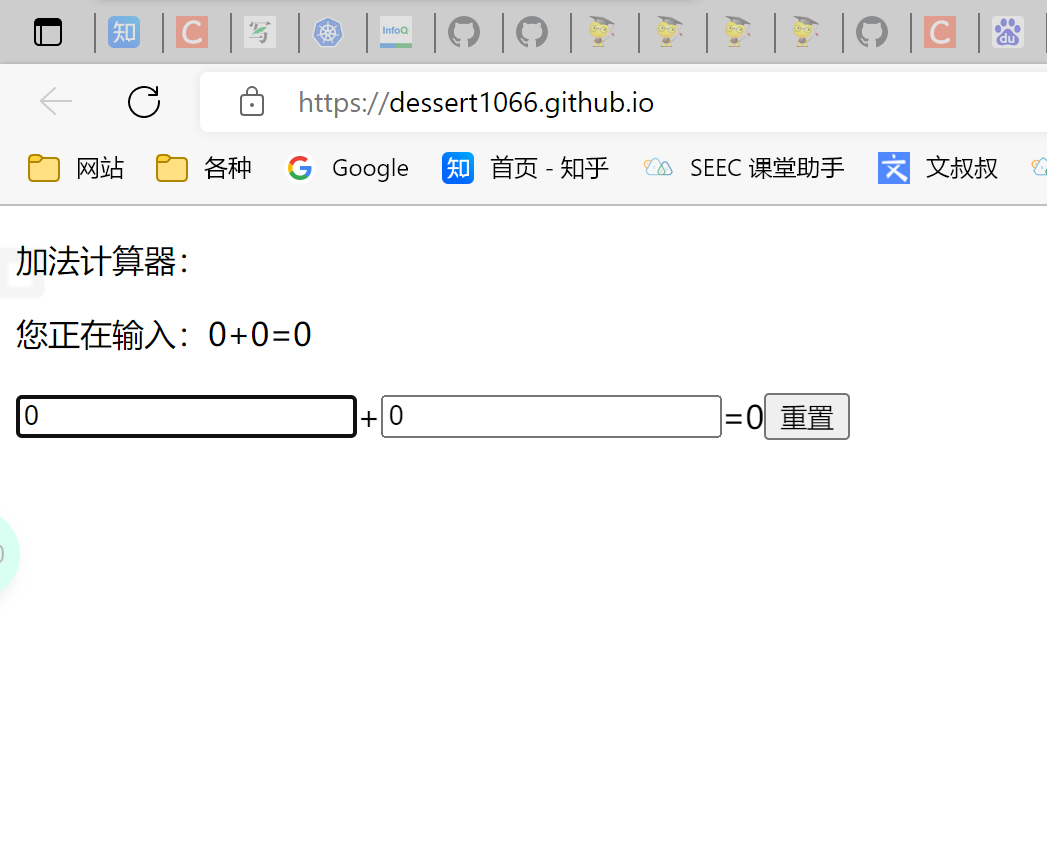 知 C 写 InfoQ C du
https://dessert1066.github.io
网站 各种 G Google 知 首页 - 知乎 SEEC 课堂助手 文 文叔叔
加法计算器：
您正在输入：0+0=0
0+0=0重置